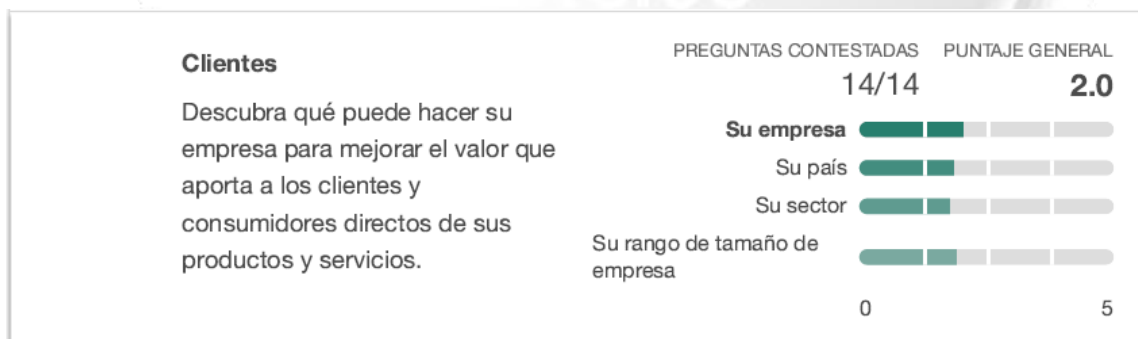 Clientes
Descubra qué puede hacer su
empresa para mejorar el valor que
aporta a los clientes y
consumidores directos de sus
productos y servicios.
PREGUNTAS CONTESTADAS
14/14
PUNTAJE GENERAL
2.0
Su empresa
Su país
Su sector
Su rango de tamaño de
empresa
0 5